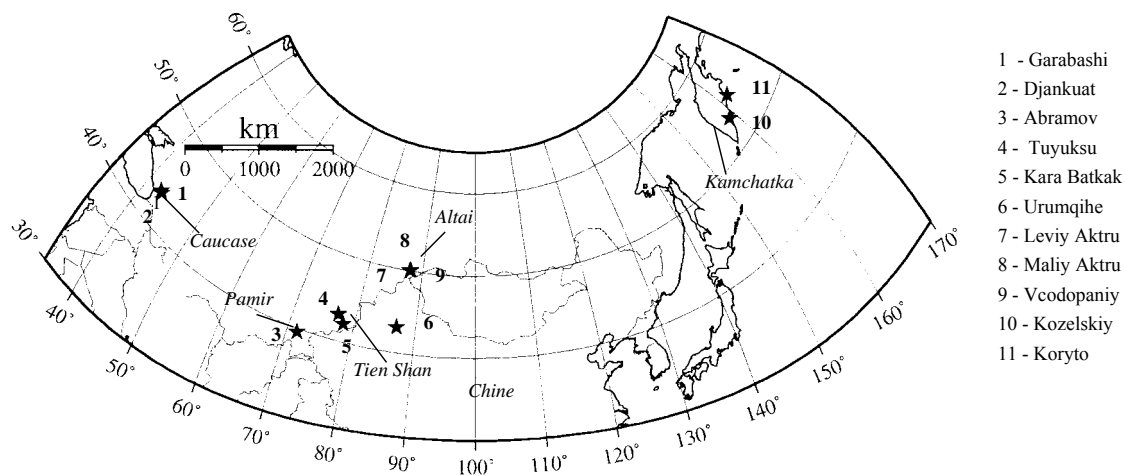 60°
50°
40°
30°
km
0 1000 2000
1
2
Caucase
Altai
8
7
9
Pamir
4
3
5
6
Tien Shan
Chine
Kamchatka
11
10
40°
50°
60°
70°
80°
90°
100°
110°
120°
130°
140°
150°
160°
170°
1 - Garabashi
2 - Djankuat
3 - Abramov
4 - Tuyuksu
5 - Kara Batkak
6 - Urumqihe
7 - Leviy Aktru
8 - Maliy Aktru
9 - Vcodopaniy
10 - Kozelskiy
11 - Koryto